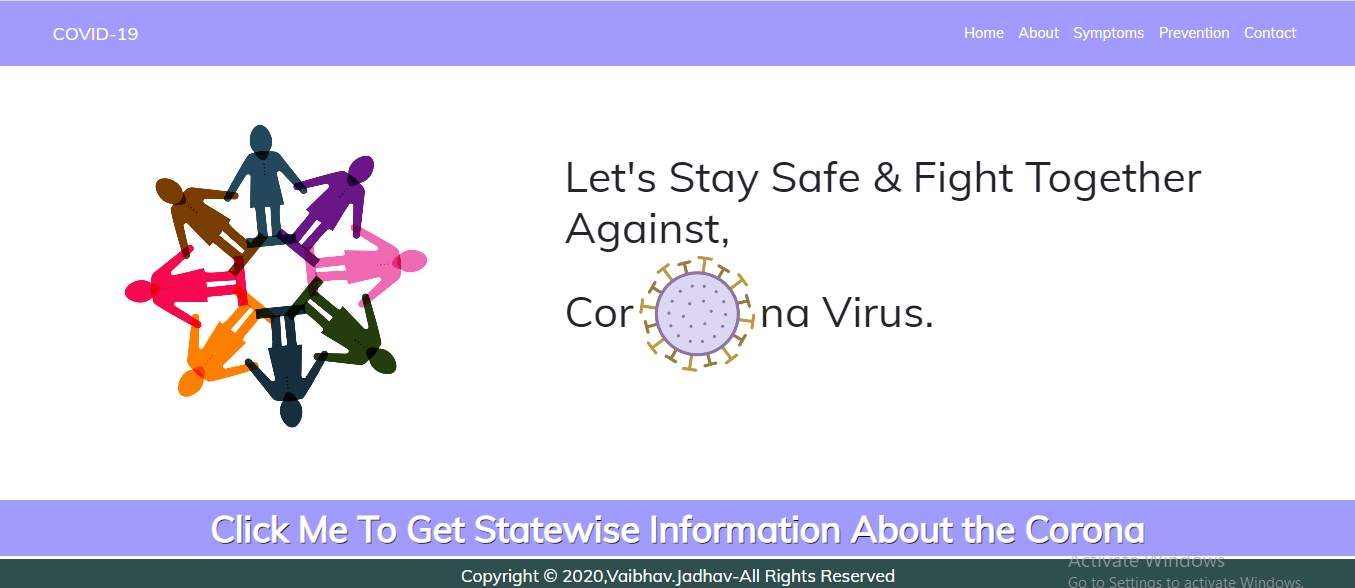 COVID-19
Home About Symptoms Prevention Contact
Let's Stay Safe & Fight Together
Against,
Cor na Virus.
Click Me To Get Statewise Information About the Corona
Activate Windows
Copyright © 2020,Vaibhav.Jadhav-All Rights Reserved
Go to Settings to activate Windows.